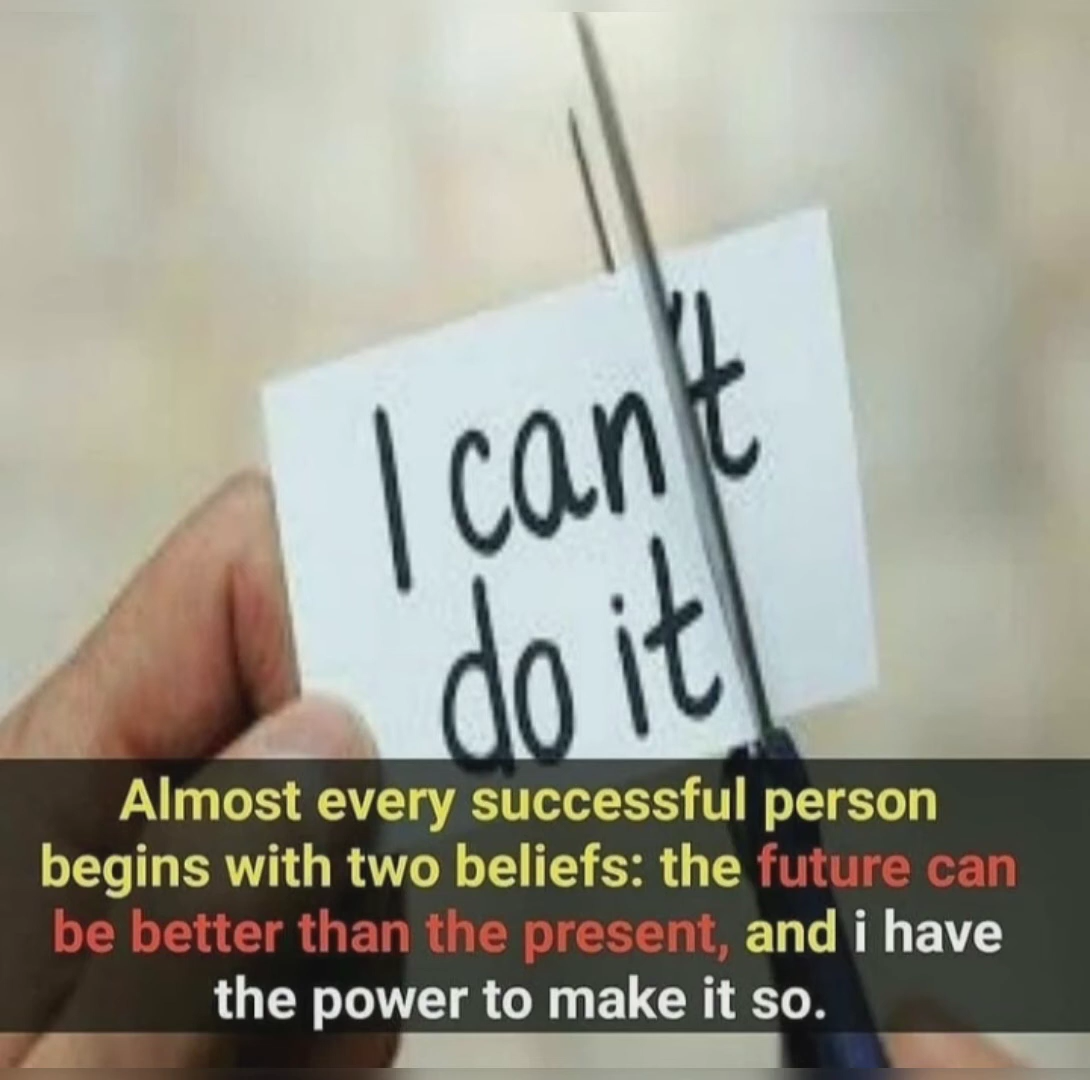 I can't
do it
Almost every successful person
begins with two beliefs: the future can
be better than the present, and i have
the power to make it so.